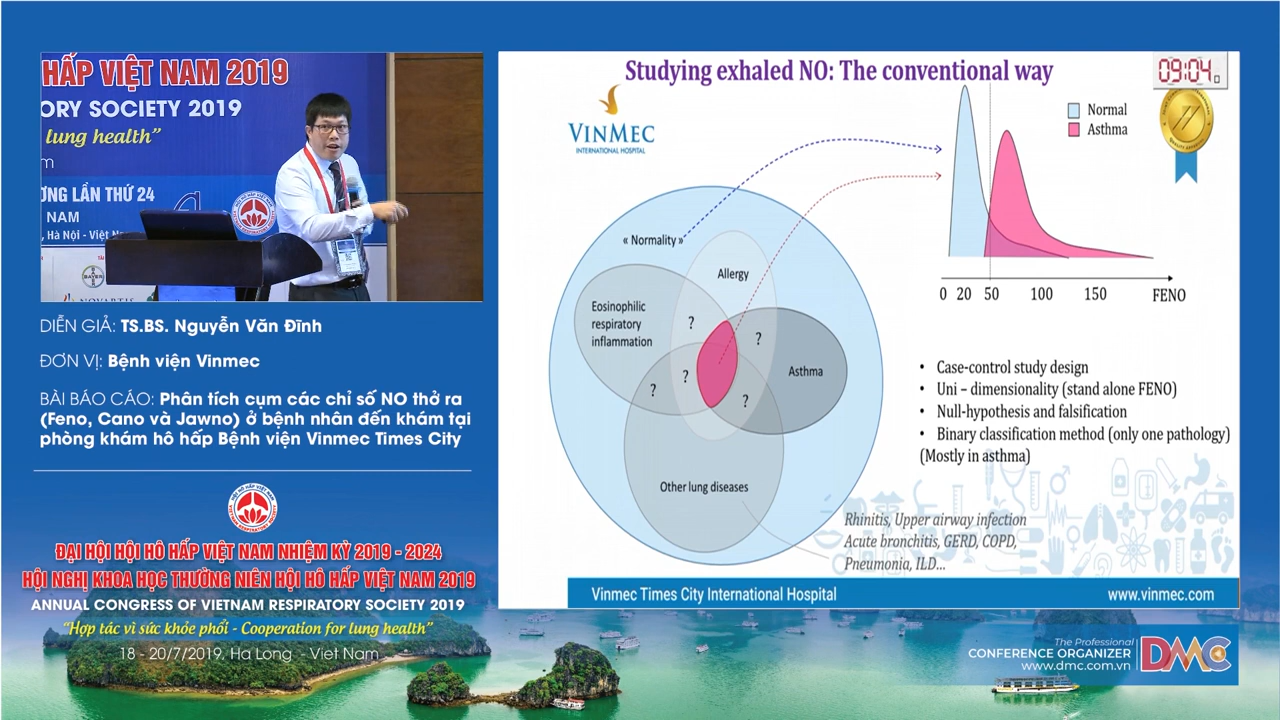 HẤP VIỆT NAM 2019
ORY SOCIETY 2019
lung health”
ƯƠNG LẦN THỨ 24
NAM
, Hà Nội - Việt
BAYER
NOVARTIS
DIỄN GIẢ: TS.BS. Nguyễn Văn Đĩnh
ĐƠN VỊ: Bệnh viện Vinmec
BÀI BÁO CÁO: Phân tích cụm các chỉ số NO thở ra
(Feno, Cano và Jawno) ở bệnh nhân đến khám tại
phòng khám hô hấp Bệnh viện Vinmec Times City
ĐẠI HỘI HỘI HÔ HẤP VIỆT NAM NHIỆM KỲ 2019 - 2024
HỘI NGHỊ KHOA HỌC THƯỜNG NIÊN HỘI HÔ HẤP VIỆT NAM 2019
ANNUAL CONGRESS OF VIETNAM RESPIRATORY SOCIETY 2019
“Hợp tác vì sức khỏe phổi - Cooperation for lung health”
18 - 20/7/2019, Ha Long - Viet Nam
Studying exhaled NO: The conventional way
09:04
VINMEC
INTERNATIONAL HOSPITAL
Normal
Asthma
0 20 50 100 150 FENO
« Normality »
Allergy
Eosinophilic
respiratory
inflammation
?
?
?
?
?
Asthma
Other lung diseases
• Case-control study design
• Uni – dimensionality (stand alone FENO)
• Null-hypothesis and falsification
• Binary classification method (only one pathology)
(Mostly in asthma)
Rhinitis, Upper airway infection
Acute bronchitis, GERD, COPD,
Pneumonia, ILD...
Vinmec Times City International Hospital
www.vinmec.com
The Professional
CONFERENCE ORGANIZER
www.dmc.com.vn
DMC